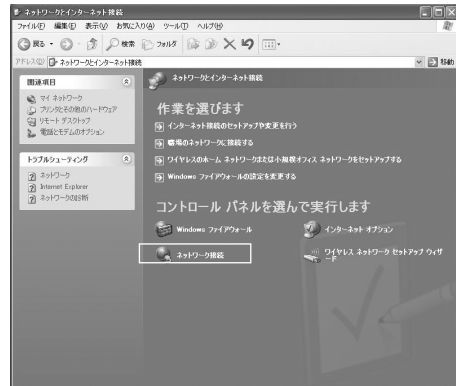 ネットワークとインターネット接続
ファイル(F) 編集(E) 表示(V) お気に入り(A) ツール(T) ヘルプ(H)
戻る 検索 フォルダ
アドレス(D) ネットワークとインターネット接続 移動
関連項目
マイ ネットワーク
プリンタとその他のハードウェア
リモート デスクトップ
電話とモデムのオプション
トラブルシューティング
ネットワーク
Internet Explorer
ネットワークの診断
ネットワークとインターネット接続
作業を選びます
インターネット接続のセットアップや変更を行う
職場のネットワークに接続する
ワイヤレスのホーム ネットワークまたは小規模オフィス ネットワークをセットアップする
Windows ファイアウォールの設定を変更する
コントロール パネルを選んで実行します
Windows ファイアウォール
インターネット オプション
ネットワーク接続
ワイヤレス ネットワーク セットアップ ウィザ
ード